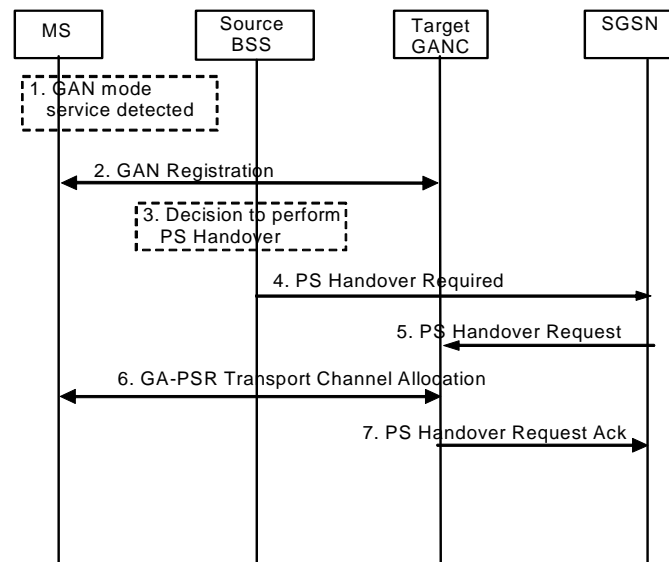 MS
Source
BSS
Target
GANC
SGSN
1. GAN mode
service detected
2. GAN Registration
3. Decision to perform
PS Handover
4. PS Handover Required
5. PS Handover Request
6. GA-PSR Transport Channel Allocation
7. PS Handover Request Ack